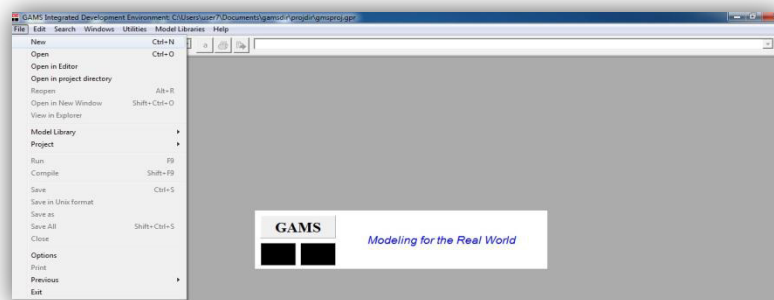 GAMS Integrated Development Environment: C:\Users\user7\Documents\gamsdir\projdir\gmsproj.gpr
File Edit Search Windows Utilities Model Libraries Help
New Ctrl+N
Open Ctrl+O
Open in Editor
Open in project directory
Reopen Alt+R
Open in New Window Shift+Ctrl+O
View in Explorer
Model Library
Project
Run F9
Compile Shift+F9
Save Ctrl+S
Save in Unix format
Save as
Save All Shift+Ctrl+S
Close
Options
Print
Previous
Exit
a
GAMS
Modeling for the Real World